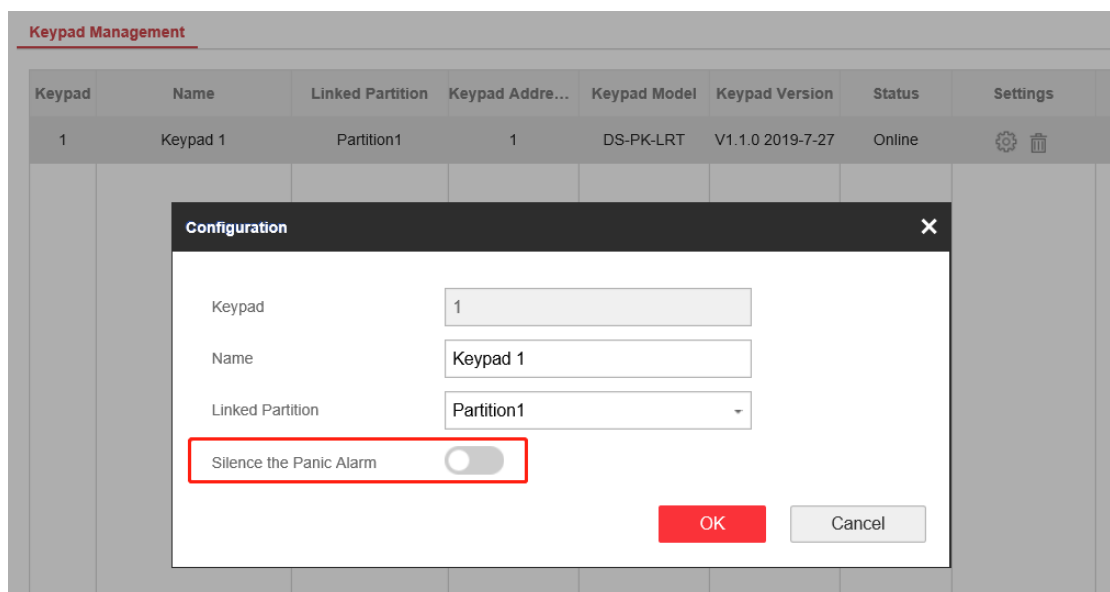 Keypad Management
Keypad Name Linked Partition Keypad Addre... Keypad Model Keypad Version Status Settings
1 Keypad 1 Partition1 1 DS-PK-LRT V1.1.0 2019-7-27 Online
Configuration
Keypad 1
Name Keypad 1
Linked Partition Partition1
Silence the Panic Alarm
OK Cancel